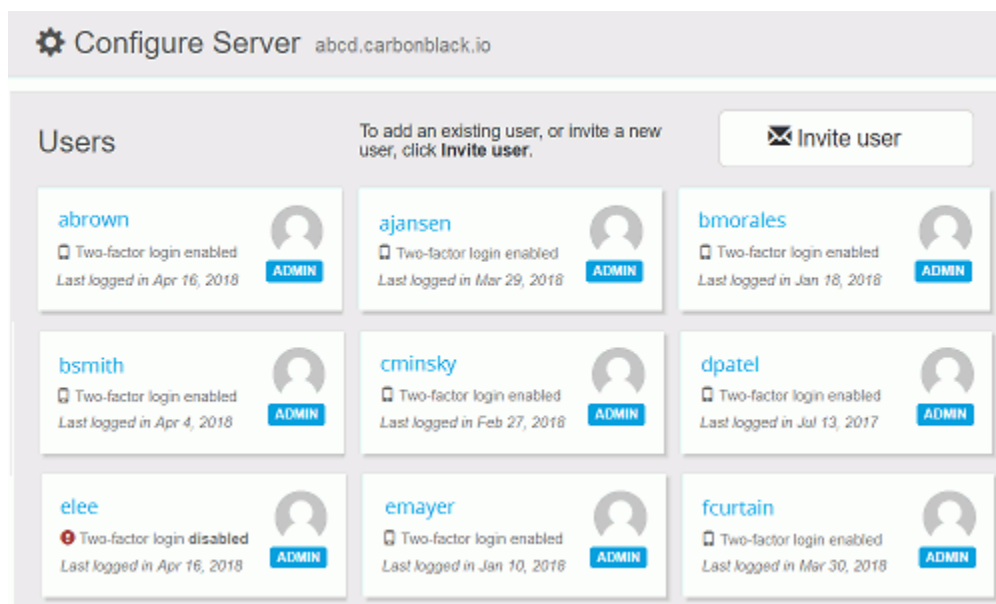 Configure Server abcd.carbonblack.io
Users
To add an existing user, or invite a new
user, click Invite user.
Invite user
abrown
Two-factor login enabled
Last logged in Apr 16, 2018
ADMIN
ajansen
Two-factor login enabled
Last logged in Mar 29, 2018
ADMIN
bmorales
Two-factor login enabled
Last logged in Jan 18, 2018
ADMIN
bsmith
Two-factor login enabled
Last logged in Apr 4, 2018
ADMIN
cminsky
Two-factor login enabled
Last logged in Feb 27, 2018
ADMIN
dpatel
Two-factor login enabled
Last logged in Jul 13, 2017
ADMIN
elee
Two-factor login disabled
Last logged in Apr 16, 2018
ADMIN
emayer
Two-factor login enabled
Last logged in Jan 10, 2018
ADMIN
fcurtain
Two-factor login enabled
Last logged in Mar 30, 2018
ADMIN